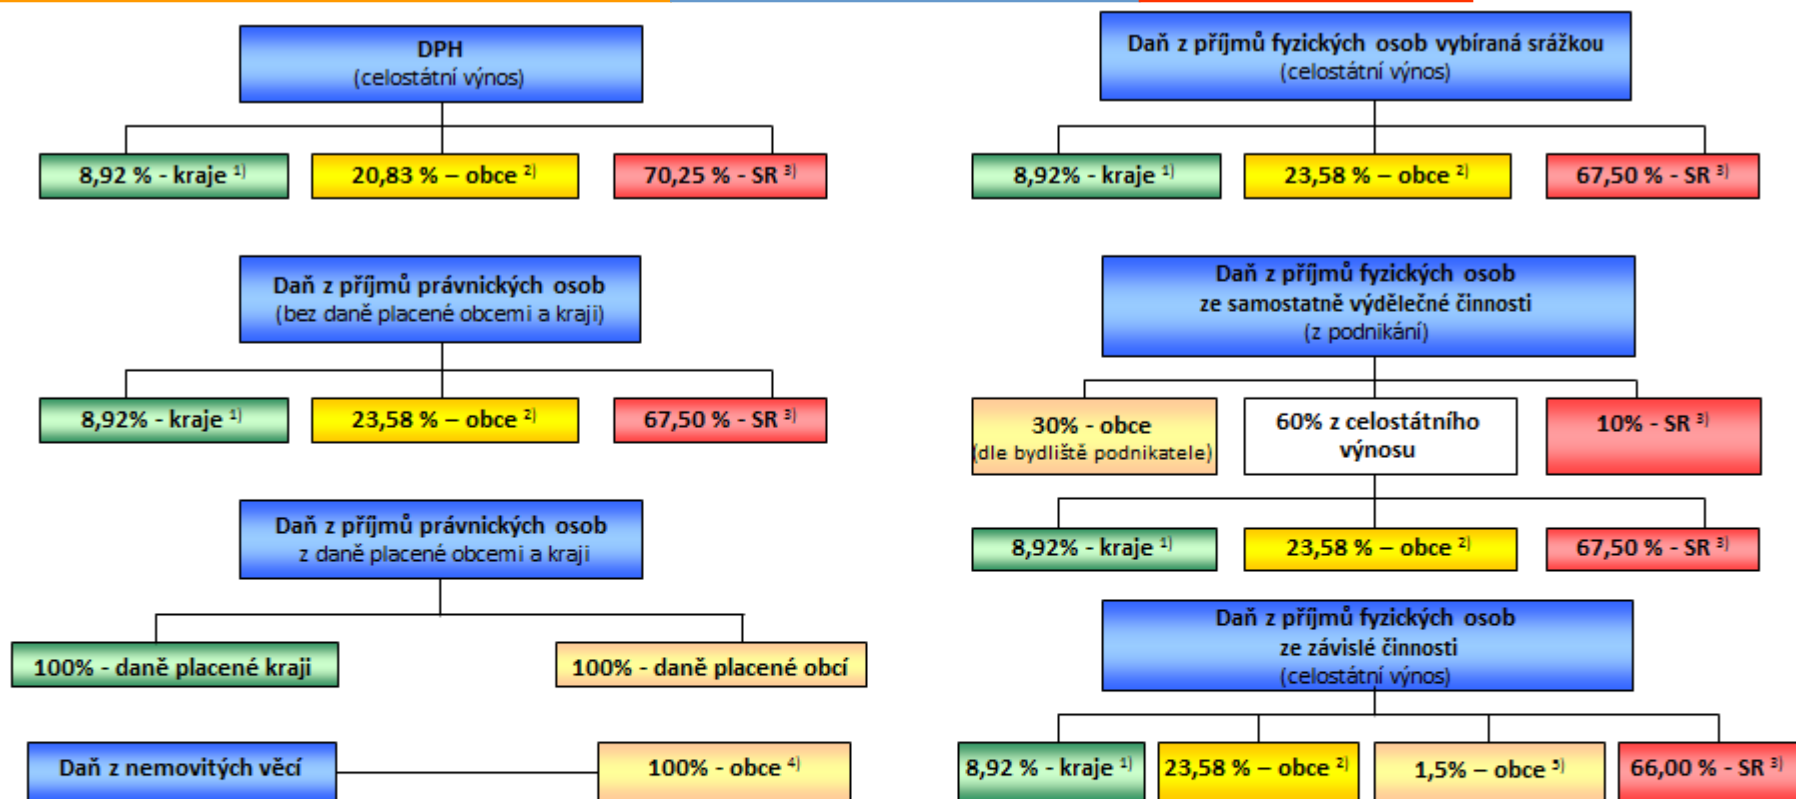 DPH
(celostátní výnos)
8,92 % - kraje ¹⁾
20,83 % – obce ²⁾
70,25 % - SR ³⁾
Daň z příjmů právnických osob
(bez daně placené obcemi a kraji)
8,92% - kraje ¹⁾
23,58 % – obce ²⁾
67,50 % - SR ³⁾
Daň z příjmů právnických osob
z daně placené obcemi a kraji
100% - daně placené kraji
100% - daně placené obcí
Daň z nemovitých věcí
100% - obce ⁴⁾
Daň z příjmů fyzických osob vybíraná srážkou
(celostátní výnos)
8,92% - kraje ¹⁾
23,58 % – obce ²⁾
67,50 % - SR ³⁾
Daň z příjmů fyzických osob
ze samostatně výdělečné činnosti
(z podnikání)
30% - obce
(dle bydliště podnikatele)
60% z celostátního
výnosu
10% - SR ³⁾
8,92% - kraje ¹⁾
23,58 % – obce ²⁾
67,50 % - SR ³⁾
Daň z příjmů fyzických osob
ze závislé činnosti
(celostátní výnos)
8,92 % - kraje ¹⁾
23,58 % – obce ²⁾
1,5% – obce ⁵⁾
66,00 % - SR ³⁾